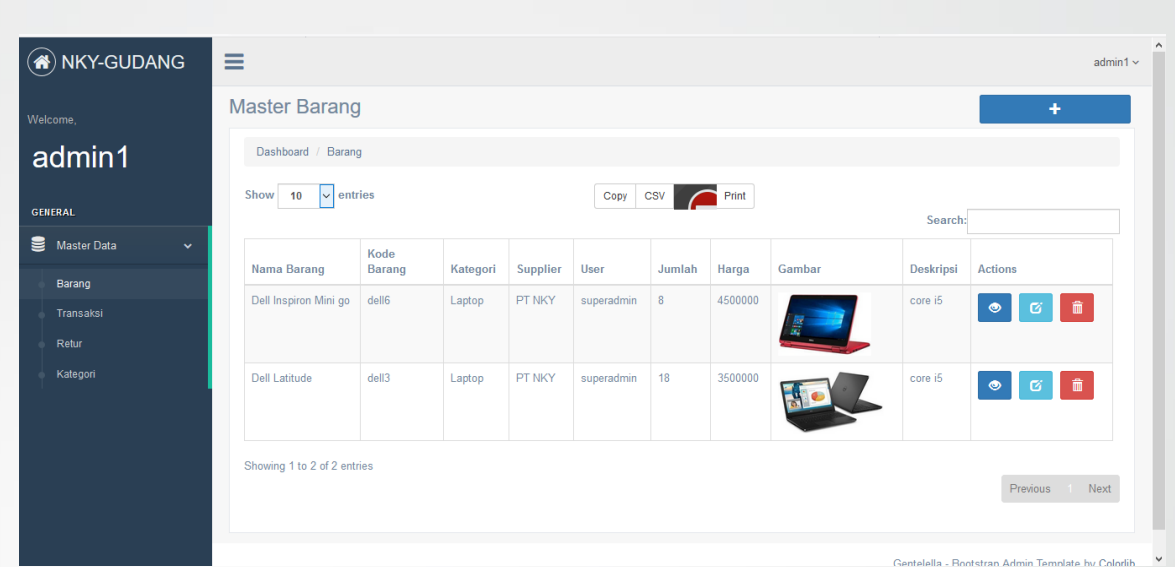 NKY-GUDANG
admin1
Welcome,
admin1
GENERAL
Master Data
Barang
Transaksi
Retur
Kategori
Master Barang
+
Dashboard / Barang
Show 10 entries
Copy CSV Print
Search:
Nama Barang Kode Barang Kategori Supplier User Jumlah Harga Gambar Deskripsi Actions
Dell Inspiron Mini go dell6 Laptop PT NKY superadmin 8 4500000 core i5
Dell Latitude dell3 Laptop PT NKY superadmin 18 3500000 core i5
Showing 1 to 2 of 2 entries
Previous 1 Next
Gentelella - Bootstrap Admin Template by Colorlib